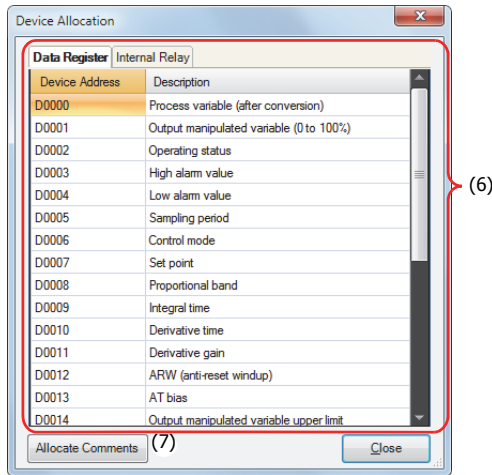 Device Allocation
x
Data Register Internal Relay
Device Address Description
D0000 Process variable (after conversion)
D0001 Output manipulated variable (0 to 100%)
D0002 Operating status
D0003 High alarm value
D0004 Low alarm value
D0005 Sampling period
D0006 Control mode
D0007 Set point
D0008 Proportional band
D0009 Integral time
D0010 Derivative time
D0011 Derivative gain
D0012 ARW (anti-reset windup)
D0013 AT bias
D0014 Output manipulated variable upper limit
(6)
Allocate Comments (7) Close